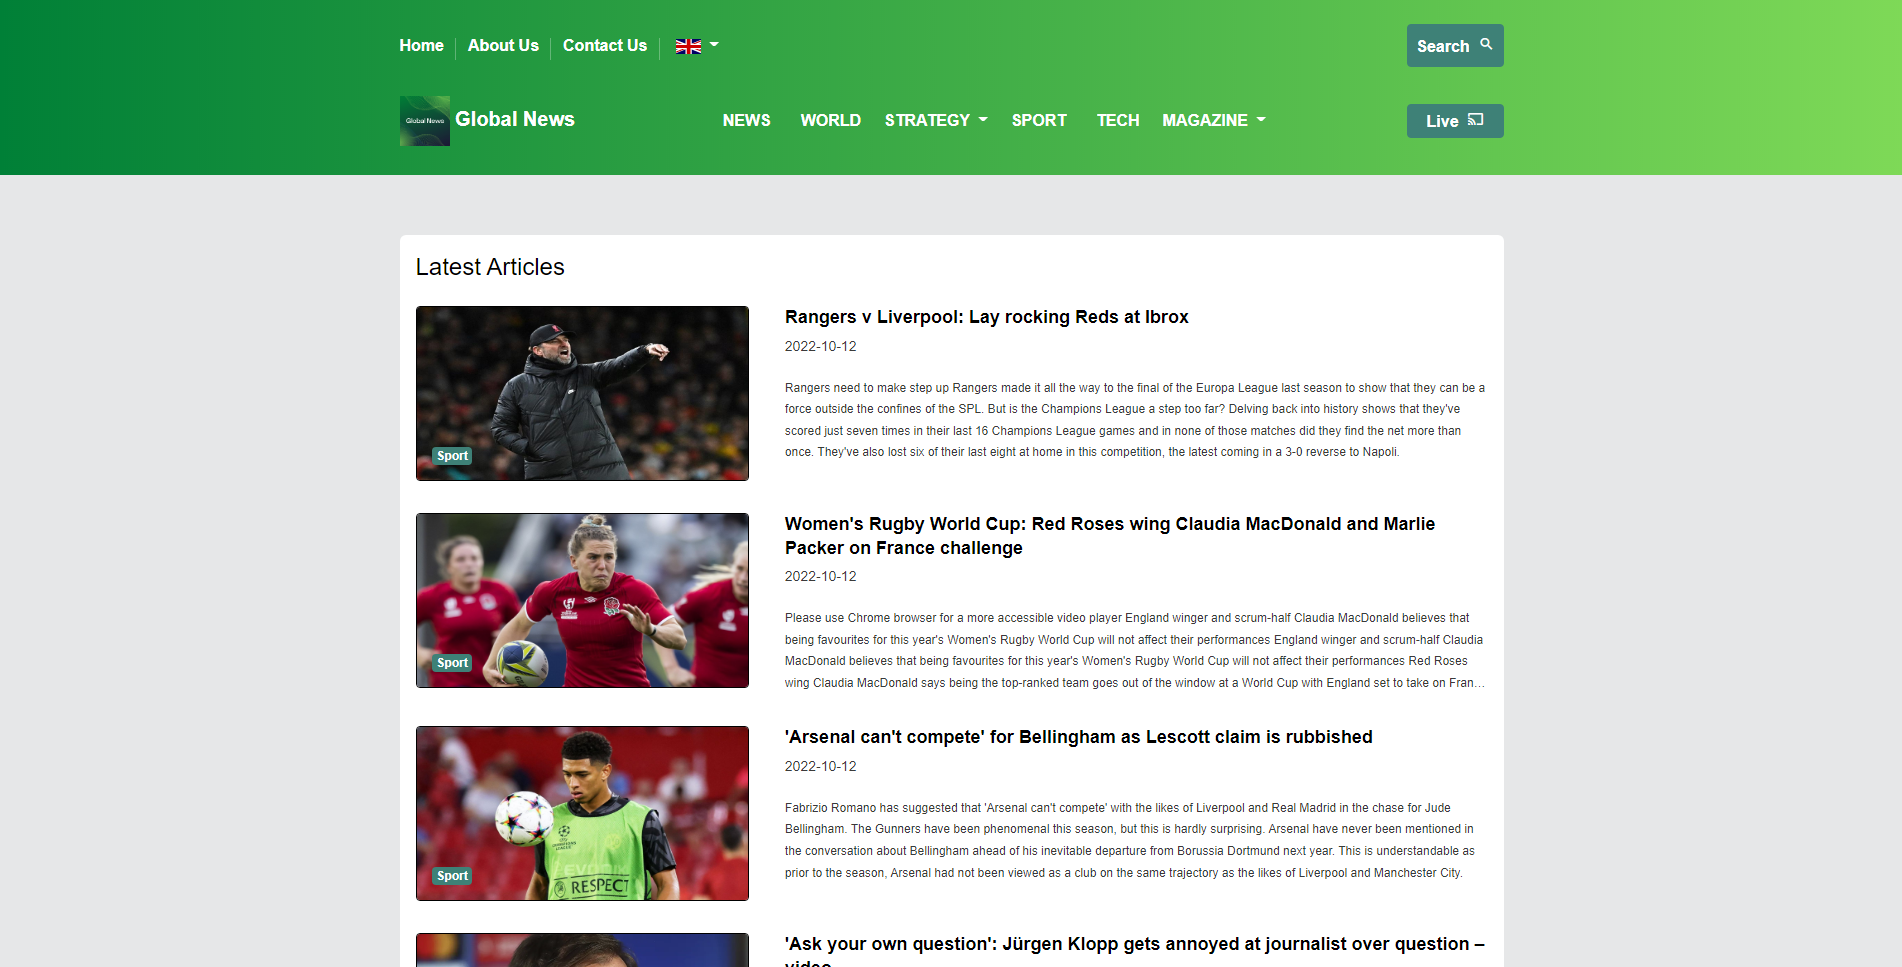 Home
About Us
Contact Us
Search
Global News
Global News
NEWS
WORLD
STRATEGY
SPORT
TECH
MAGAZINE
Live
Latest Articles
Sport
Rangers v Liverpool: Lay rocking Reds at Ibrox
2022-10-12
Rangers need to make step up Rangers made it all the way to the final of the Europa League last season to show that they can be a
force outside the confines of the SPL. But is the Champions League a step too far? Delving back into history shows that they've
scored just seven times in their last 16 Champions League games and in none of those matches did they find the net more than
once. They've also lost six of their last eight at home in this competition, the latest coming in a 3-0 reverse to Napoli.
Sport
Women's Rugby World Cup: Red Roses wing Claudia MacDonald and Marlie
Packer on France challenge
2022-10-12
Please use Chrome browser for a more accessible video player England winger and scrum-half Claudia MacDonald believes that
being favourites for this year's Women's Rugby World Cup will not affect their performances England winger and scrum-half Claudia
MacDonald believes that being favourites for this year's Women's Rugby World Cup will not affect their performances Red Roses
wing Claudia MacDonald says being the top-ranked team goes out of the window at a World Cup with England set to take on Fran...
RESPECT
Sport
'Arsenal can't compete' for Bellingham as Lescott claim is rubbished
2022-10-12
Fabrizio Romano has suggested that 'Arsenal can't compete' with the likes of Liverpool and Real Madrid in the chase for Jude
Bellingham. The Gunners have been phenomenal this season, but this is hardly surprising. Arsenal have never been mentioned in
the conversation about Bellingham ahead of his inevitable departure from Borussia Dortmund next year. This is understandable as
prior to the season, Arsenal had not been viewed as a club on the same trajectory as the likes of Liverpool and Manchester City.
'Ask your own question': Jürgen Klopp gets annoyed at journalist over question –
video